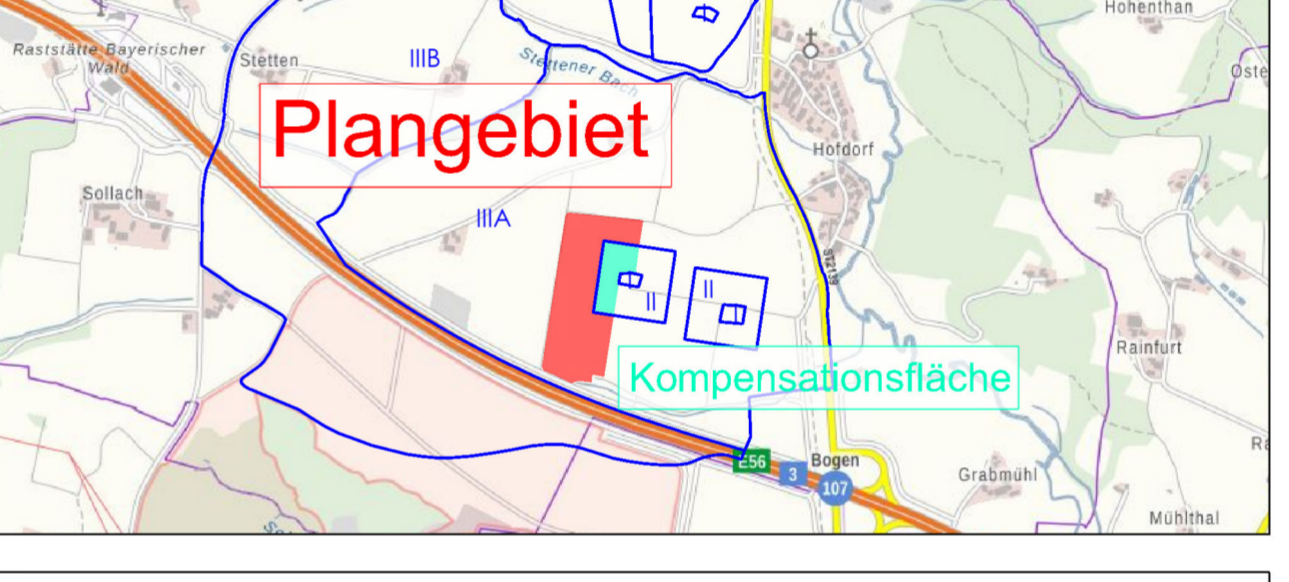 Hohenthan
Raststätte Bayerischer
Wald
Stetten
IIIB
Stettener Bach
Plangebiet
Hofdorf
Sollach
IIIA
ST2139
II
II
Rainfurt
Kompensationsfläche
E56
3
Bogen
107
Grabmühl
Mühlthal